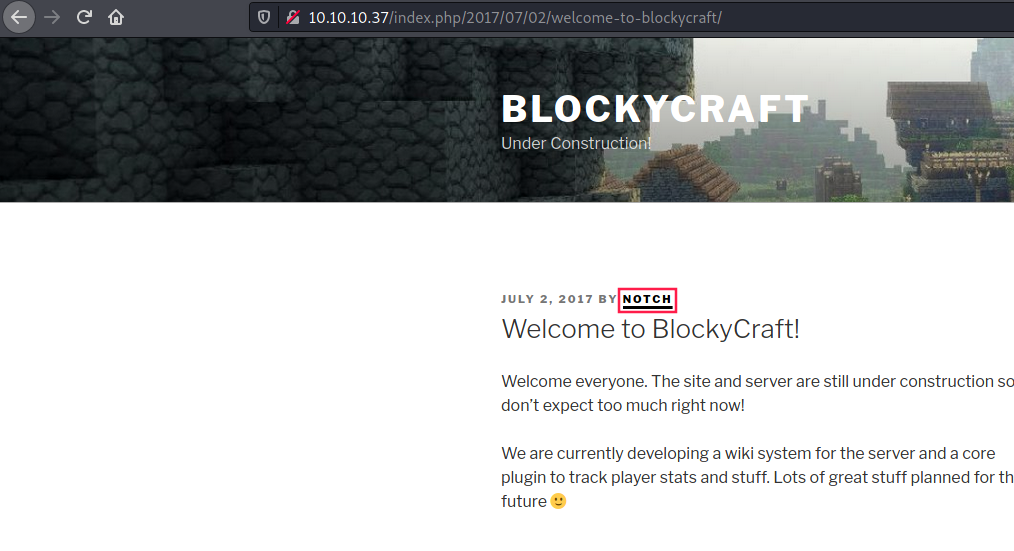 10.10.10.37/index.php/2017/07/02/welcome-to-blockycraft/
BLOCKYCRAFT
Under Construction!
JULY 2, 2017 BY NOTCH
Welcome to BlockyCraft!
Welcome everyone. The site and server are still under construction so
don’t expect too much right now!
We are currently developing a wiki system for the server and a core
plugin to track player stats and stuff. Lots of great stuff planned for th
future 🙂